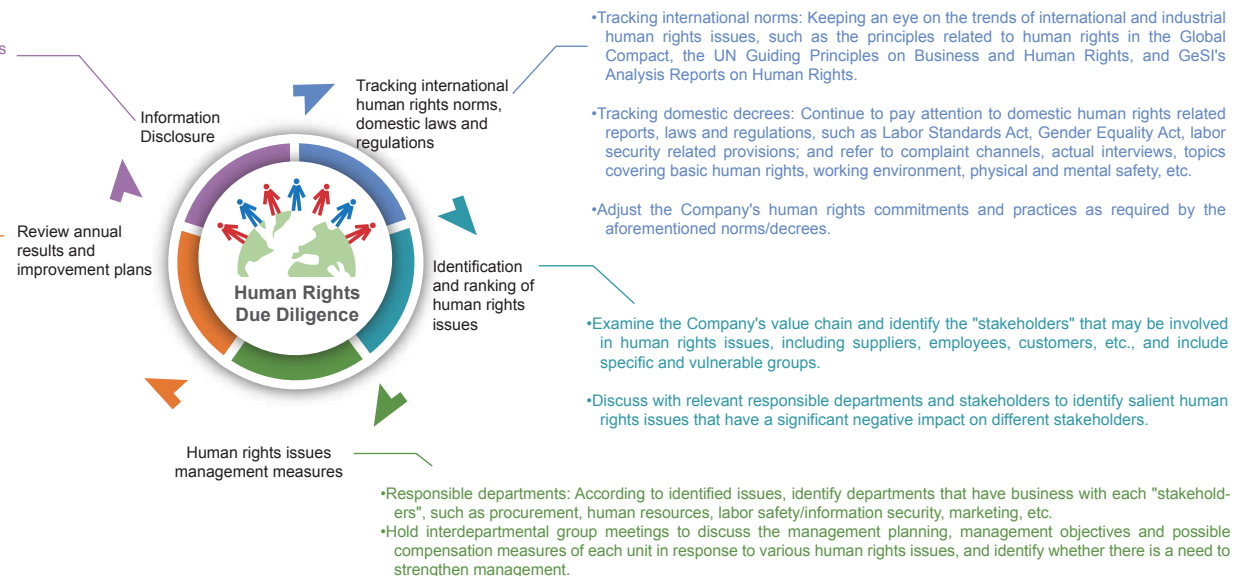 •Tracking international norms: Keeping an eye on the trends of international and industrial
human rights issues, such as the principles related to human rights in the Global
Compact, the UN Guiding Principles on Business and Human Rights, and GeSI's
Analysis Reports on Human Rights.
•Tracking domestic decrees: Continue to pay attention to domestic human rights related
reports, laws and regulations, such as Labor Standards Act, Gender Equality Act, labor
security related provisions; and refer to complaint channels, actual interviews, topics
covering basic human rights, working environment, physical and mental safety, etc.
•Adjust the Company's human rights commitments and practices as required by the
aforementioned norms/decrees.
s
Tracking international
human rights norms,
domestic laws and
regulations
Information
Disclosure
Review annual
results and
improvement plans
Human Rights
Due Diligence
Identification
and ranking of
human rights
issues
•Examine the Company's value chain and identify the "stakeholders" that may be involved
in human rights issues, including suppliers, employees, customers, etc., and include
specific and vulnerable groups.
•Discuss with relevant responsible departments and stakeholders to identify salient human
rights issues that have a significant negative impact on different stakeholders.
Human rights issues
management measures
•Responsible departments: According to identified issues, identify departments that have business with each "stakehold-
ers", such as procurement, human resources, labor safety/information security, marketing, etc.
•Hold interdepartmental group meetings to discuss the management planning, management objectives and possible
compensation measures of each unit in response to various human rights issues, and identify whether there is a need to
strengthen management.